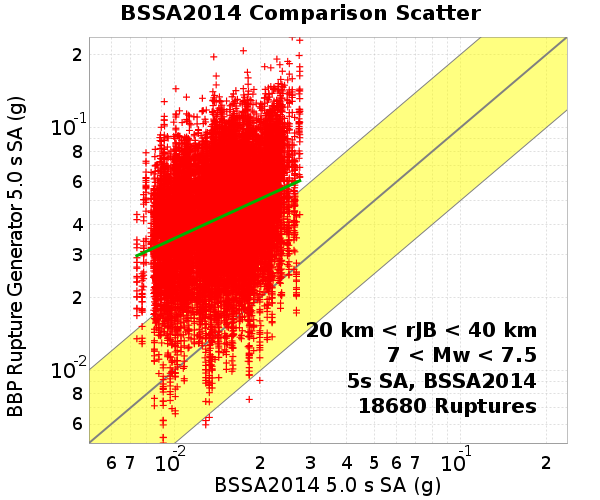 BSSA2014 Comparison Scatter
BBP Rupture Generator 5.0 s SA (g)
2
10-1
8
6
4
3
2
10-2
8
6
20 km < rJB < 40 km
7 < Mw < 7.5
5s SA, BSSA2014
18680 Ruptures
6 7 10-2 2 3 4 5 6 7 10-1 2
BSSA2014 5.0 s SA (g)